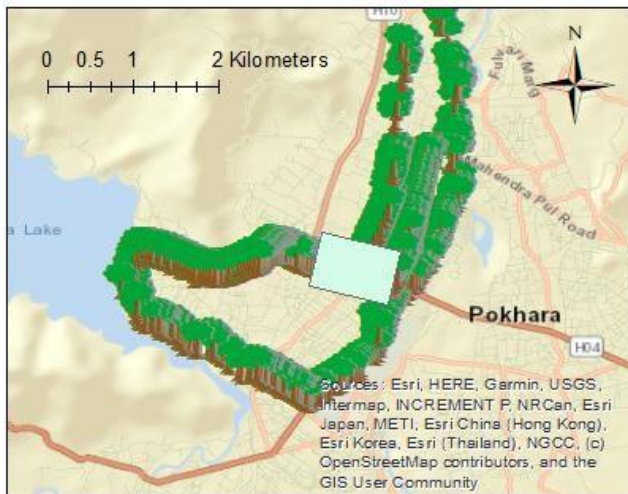 H10
N
0 0.5 1 2 Kilometers
Fulvari Marg
Mahendra Pul Road
a Lake
Pokhara
H04
Sources: Esri, HERE, Garmin, USGS,
Intermap, INCREMENT P, NRCan, Esri
Japan, METI, Esri China (Hong Kong),
Esri Korea, Esri (Thailand), NGCC, (c)
OpenStreetMap contributors, and the
GIS User Community